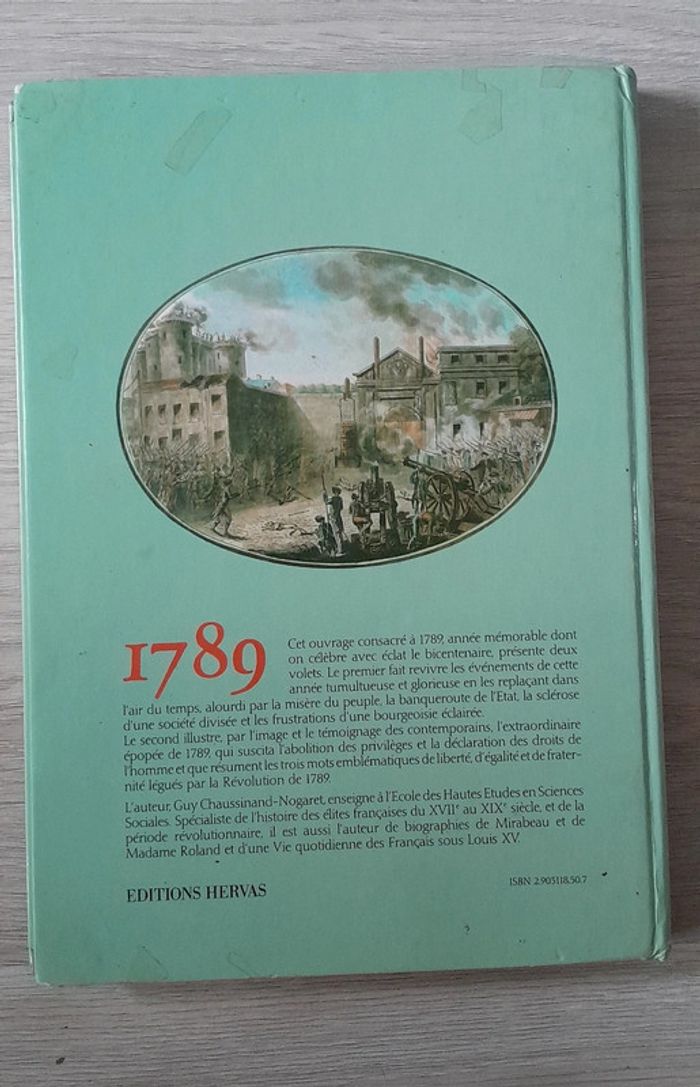 1789
Cet ouvrage consacré à 1789, année mémorable dont
on célèbre avec éclat le bicentenaire, présente deux
volets. Le premier fait revivre les événements de cette
année tumultueuse et glorieuse en les replaçant dans
l'air du temps, alourdi par la misère du peuple, la banqueroute de l'Etat, la sclérose
d'une société divisée et les frustrations d'une bourgeoisie éclairée.
Le second illustre, par l'image et le témoignage des contemporains, l'extraordinaire
épopée de 1789, qui suscita l'abolition des privilèges et la déclaration des droits de
l'homme et que résument les trois mots emblématiques de liberté, d'égalité et de frater-
nité légués par la Révolution de 1789.
L'auteur, Guy Chaussinand-Nogaret, enseigne à l'Ecole des Hautes Etudes en Sciences
Sociales. Spécialiste de l'histoire des élites françaises du XVIIe au XIXe siècle, et de la
période révolutionnaire, il est aussi l'auteur de biographies de Mirabeau et de
Madame Roland et d'une Vie quotidienne des Français sous Louis XV.
EDITIONS HERVAS
ISBN 2.903118.50.7